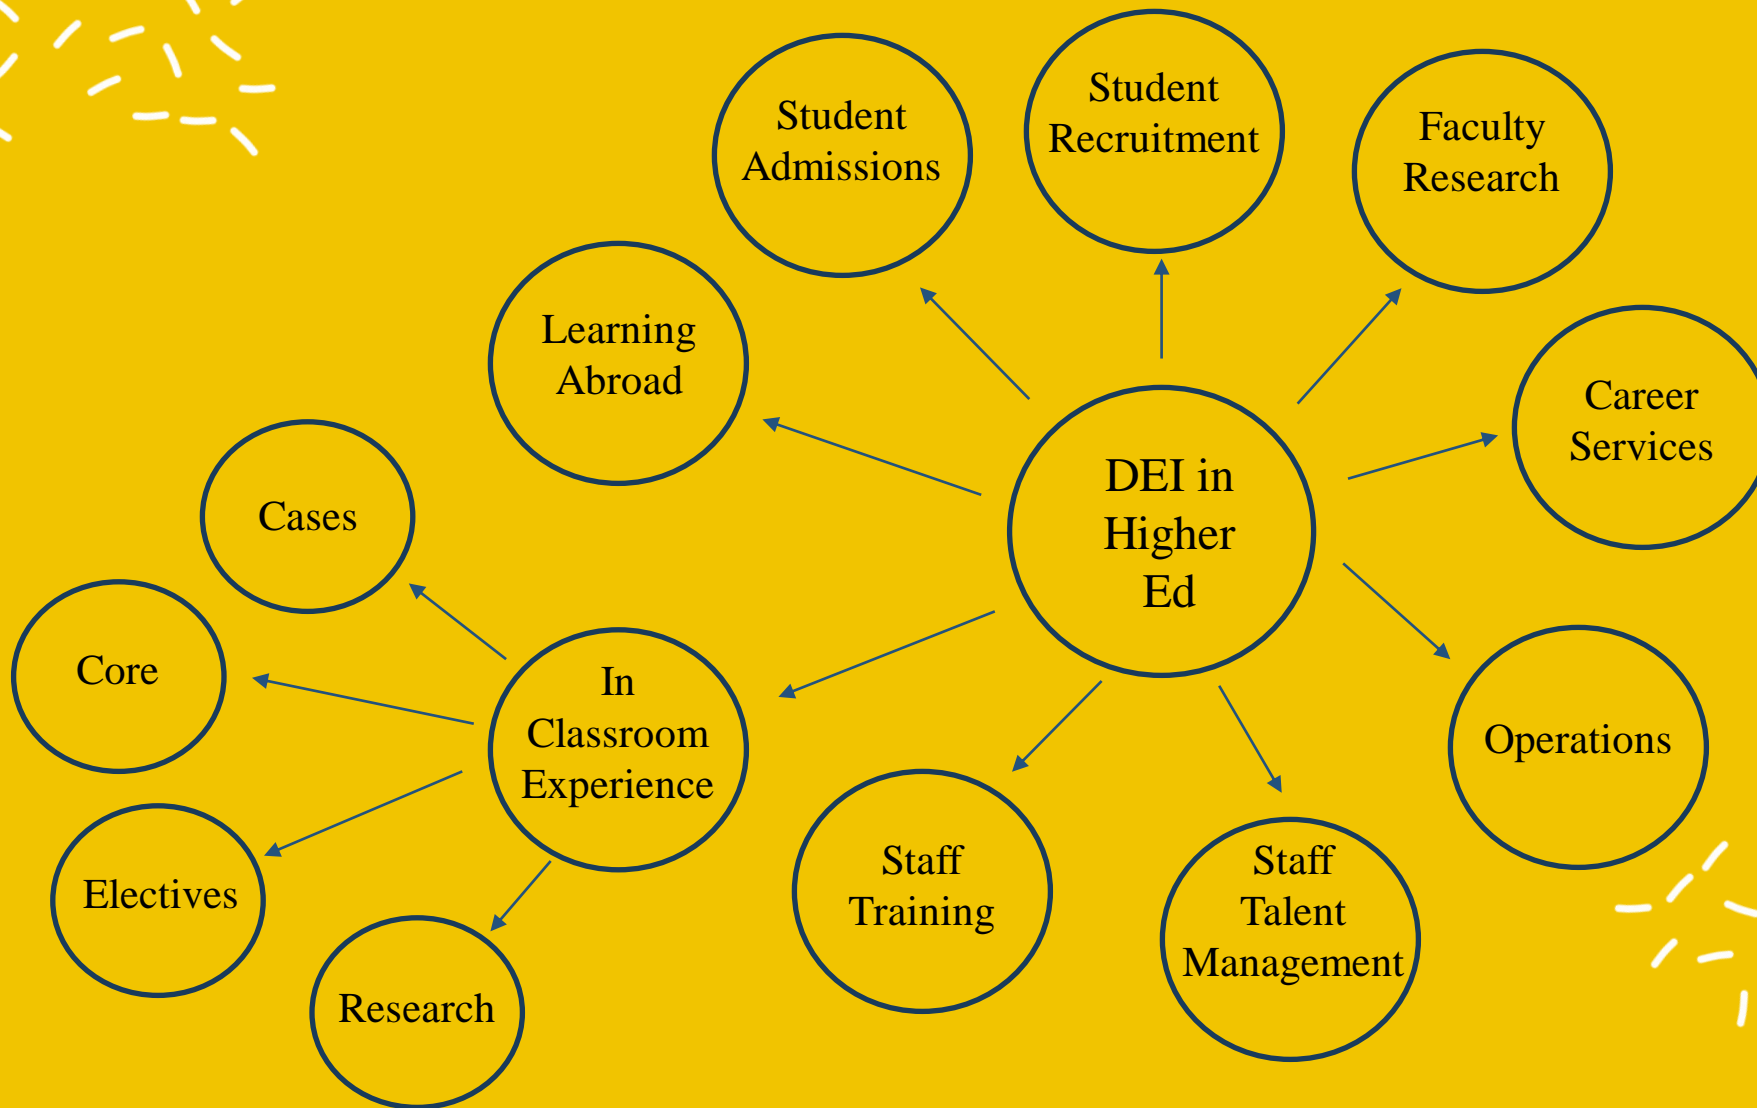 Student
Admissions
Student
Recruitment
Faculty
Research
Learning
Abroad
Career
Services
DEI in
Higher
Ed
Cases
Core
In
Classroom
Experience
Electives
Research
Operations
Staff
Training
Staff
Talent
Management